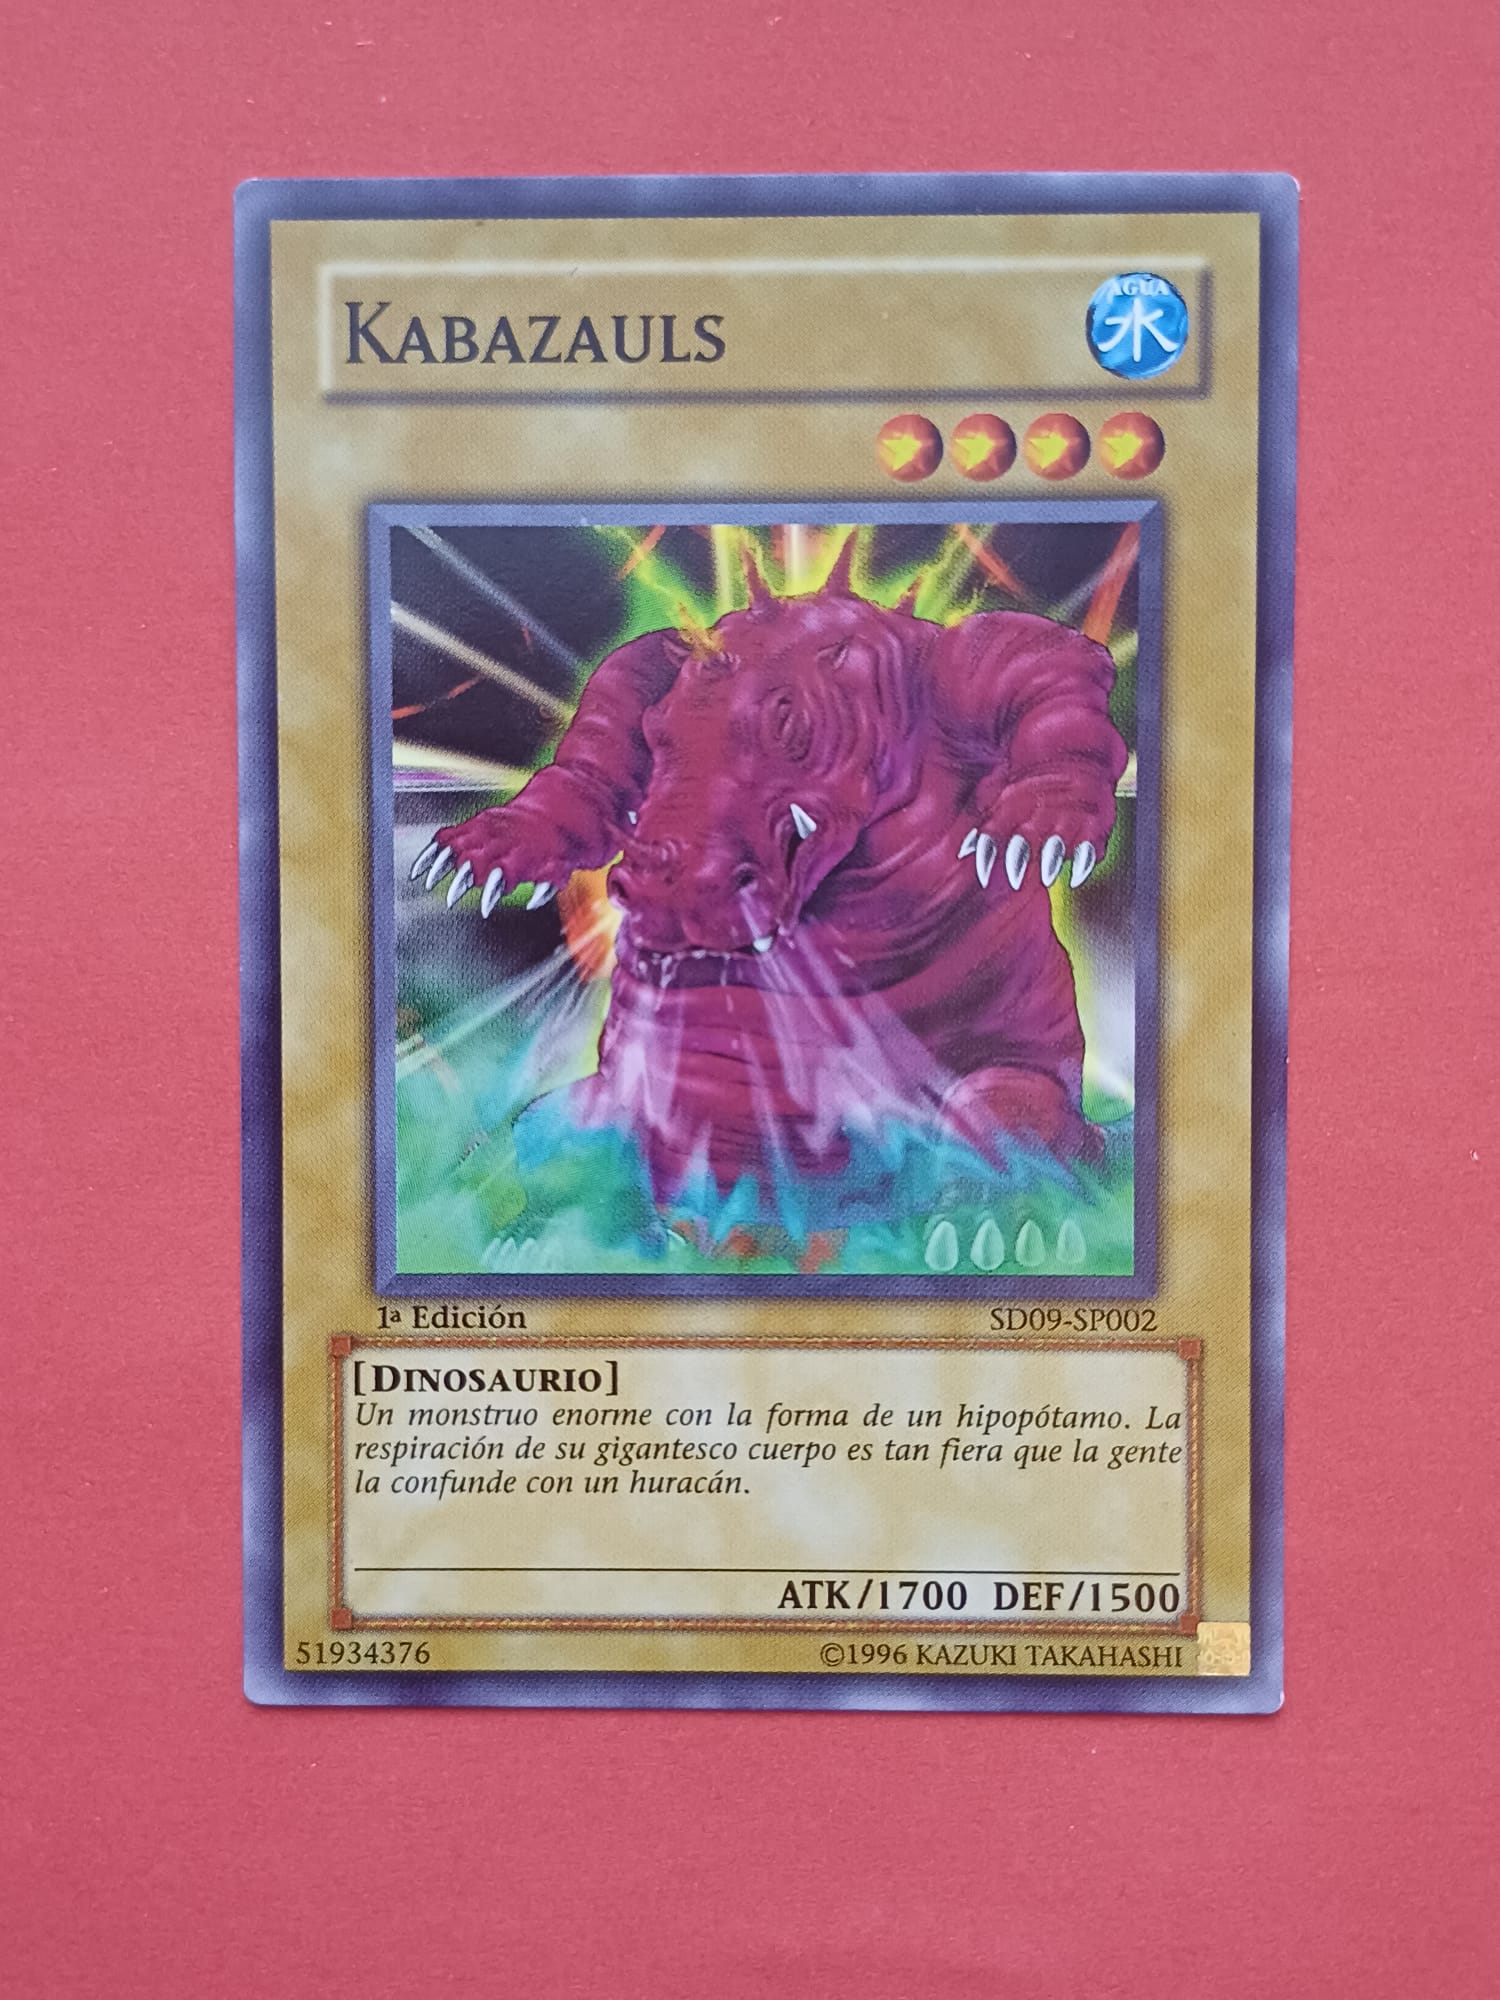 KABAZAULS
AGUA
水
1ª Edición
SD09-SP002
[DINOSAURIO]
Un monstruo enorme con la forma de un hipopótamo. La
respiración de su gigantesco cuerpo es tan fiera que la gente
la confunde con un huracán.
ATK/1700 DEF/1500
51934376
©1996 KAZUKI TAKAHASHI